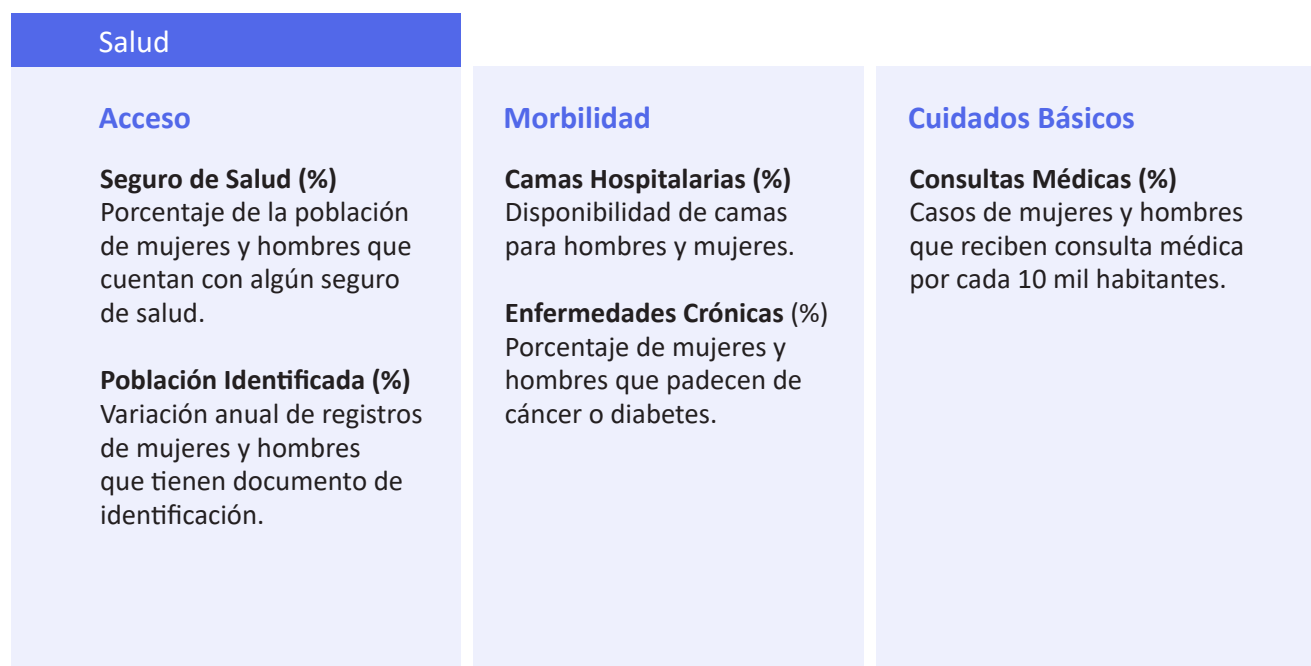 Salud
Acceso
Seguro de Salud (%)
Porcentaje de la población
de mujeres y hombres que
cuentan con algún seguro
de salud.
Población Identificada (%)
Variación anual de registros
de mujeres y hombres
que tienen documento de
identificación.
Morbilidad
Camas Hospitalarias (%)
Disponibilidad de camas
para hombres y mujeres.
Enfermedades Crónicas (%)
Porcentaje de mujeres y
hombres que padecen de
cáncer o diabetes.
Cuidados Básicos
Consultas Médicas (%)
Casos de mujeres y hombres
que reciben consulta médica
por cada 10 mil habitantes.